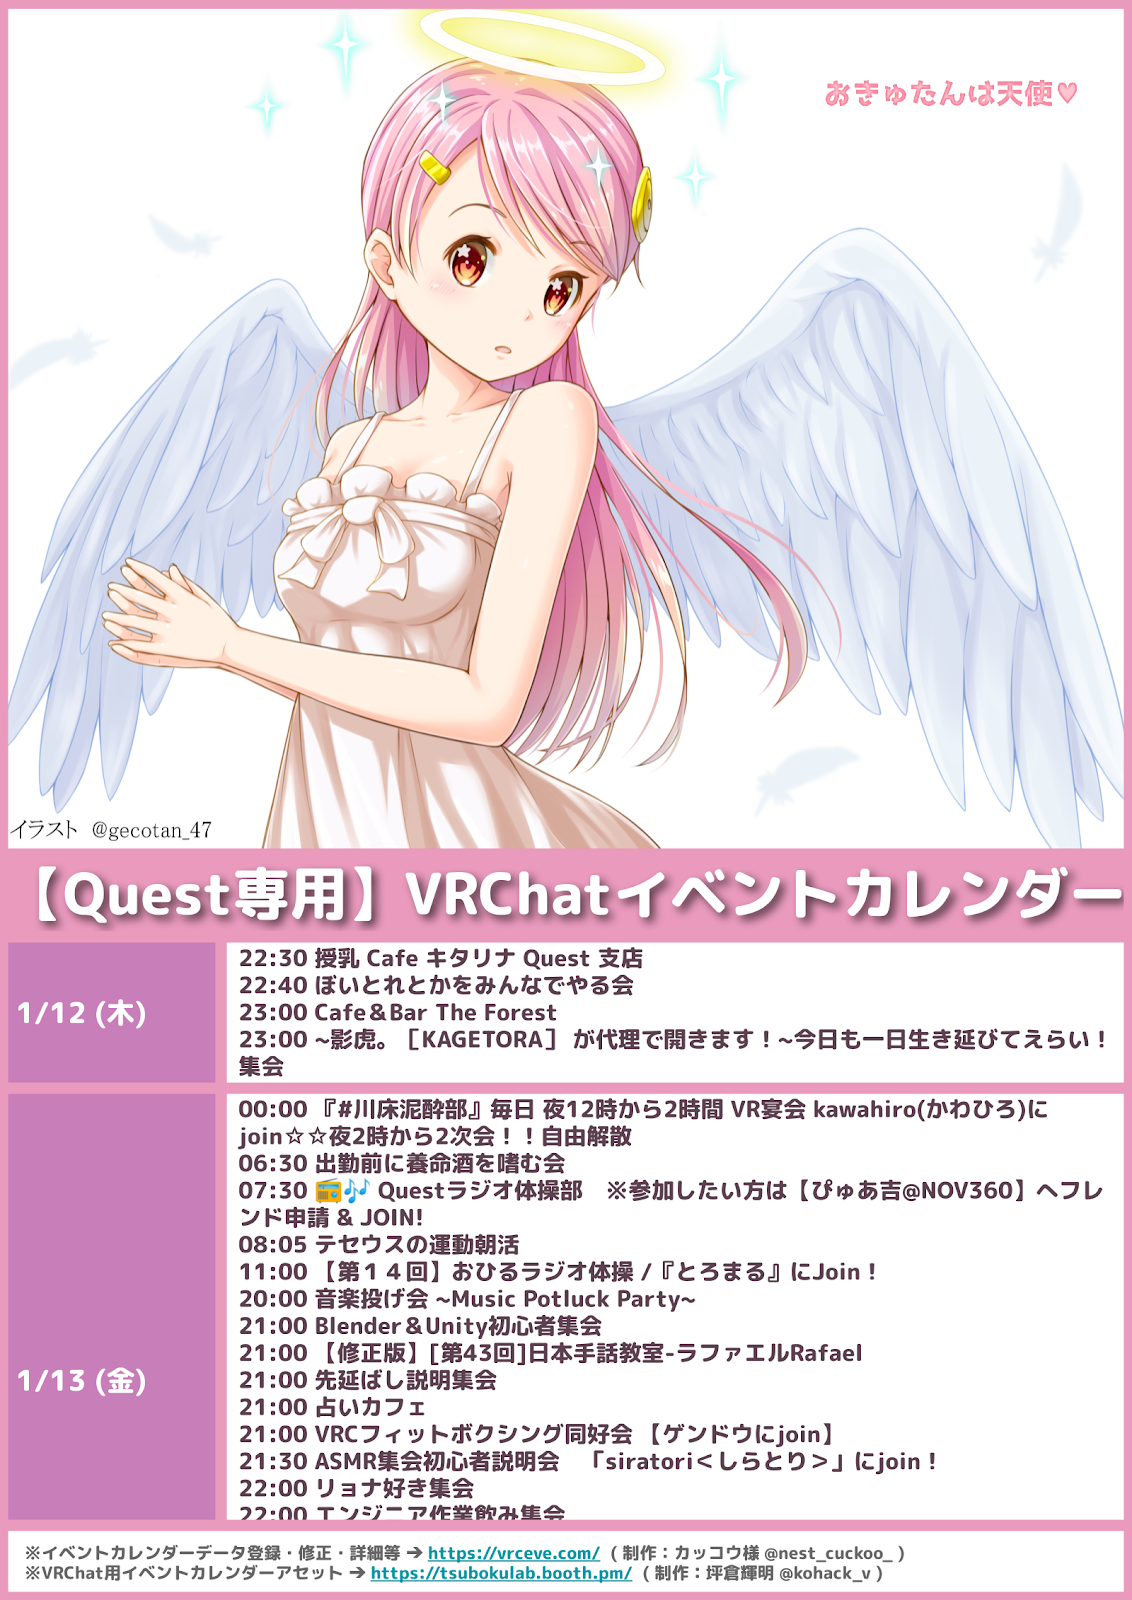 おきゅたんは天使♥
イラスト @gecotan_47
【Quest専用】VRChatイベントカレンダー
1/12 (木)
22:30 授乳 Cafe キタリナ Quest 支店
22:40 ぼいとれとかをみんなでやる会
23:00 Cafe＆Bar The Forest
23:00 ~影虎。［KAGETORA］ が代理で開きます！~今日も一日生き延びてえらい！
集会
1/13 (金)
00:00 『#川床泥酔部』毎日 夜12時から2時間 VR宴会 kawahiro(かわひろ)に
join☆☆夜2時から2次会！！自由解散
06:30 出勤前に養命酒を嗜む会
07:30 📻🎶 Questラジオ体操部　※参加したい方は【ぴゅあ吉@NOV360】へフレ
ンド申請 & JOIN!
08:05 テセウスの運動朝活
11:00 【第１４回】おひるラジオ体操 /『とろまる』にJoin！
20:00 音楽投げ会 ~Music Potluck Party~
21:00 Blender＆Unity初心者集会
21:00 【修正版】[第43回]日本手話教室-ラファエルRafael
21:00 先延ばし説明集会
21:00 占いカフェ
21:00 VRCフィットボクシング同好会 【ゲンドウにjoin】
21:30 ASMR集会初心者説明会　「siratori＜しらとり＞」にjoin！
22:00 リョナ好き集会
22:00 エンジニア作業飲み集会
※イベントカレンダーデータ登録・修正・詳細等 ➔ https://vrceve.com/ ( 制作：カッコウ様 @nest_cuckoo_ )
※VRChat用イベントカレンダーアセット ➔ https://tsubokulab.booth.pm/ ( 制作：坪倉輝明 @kohack_v )